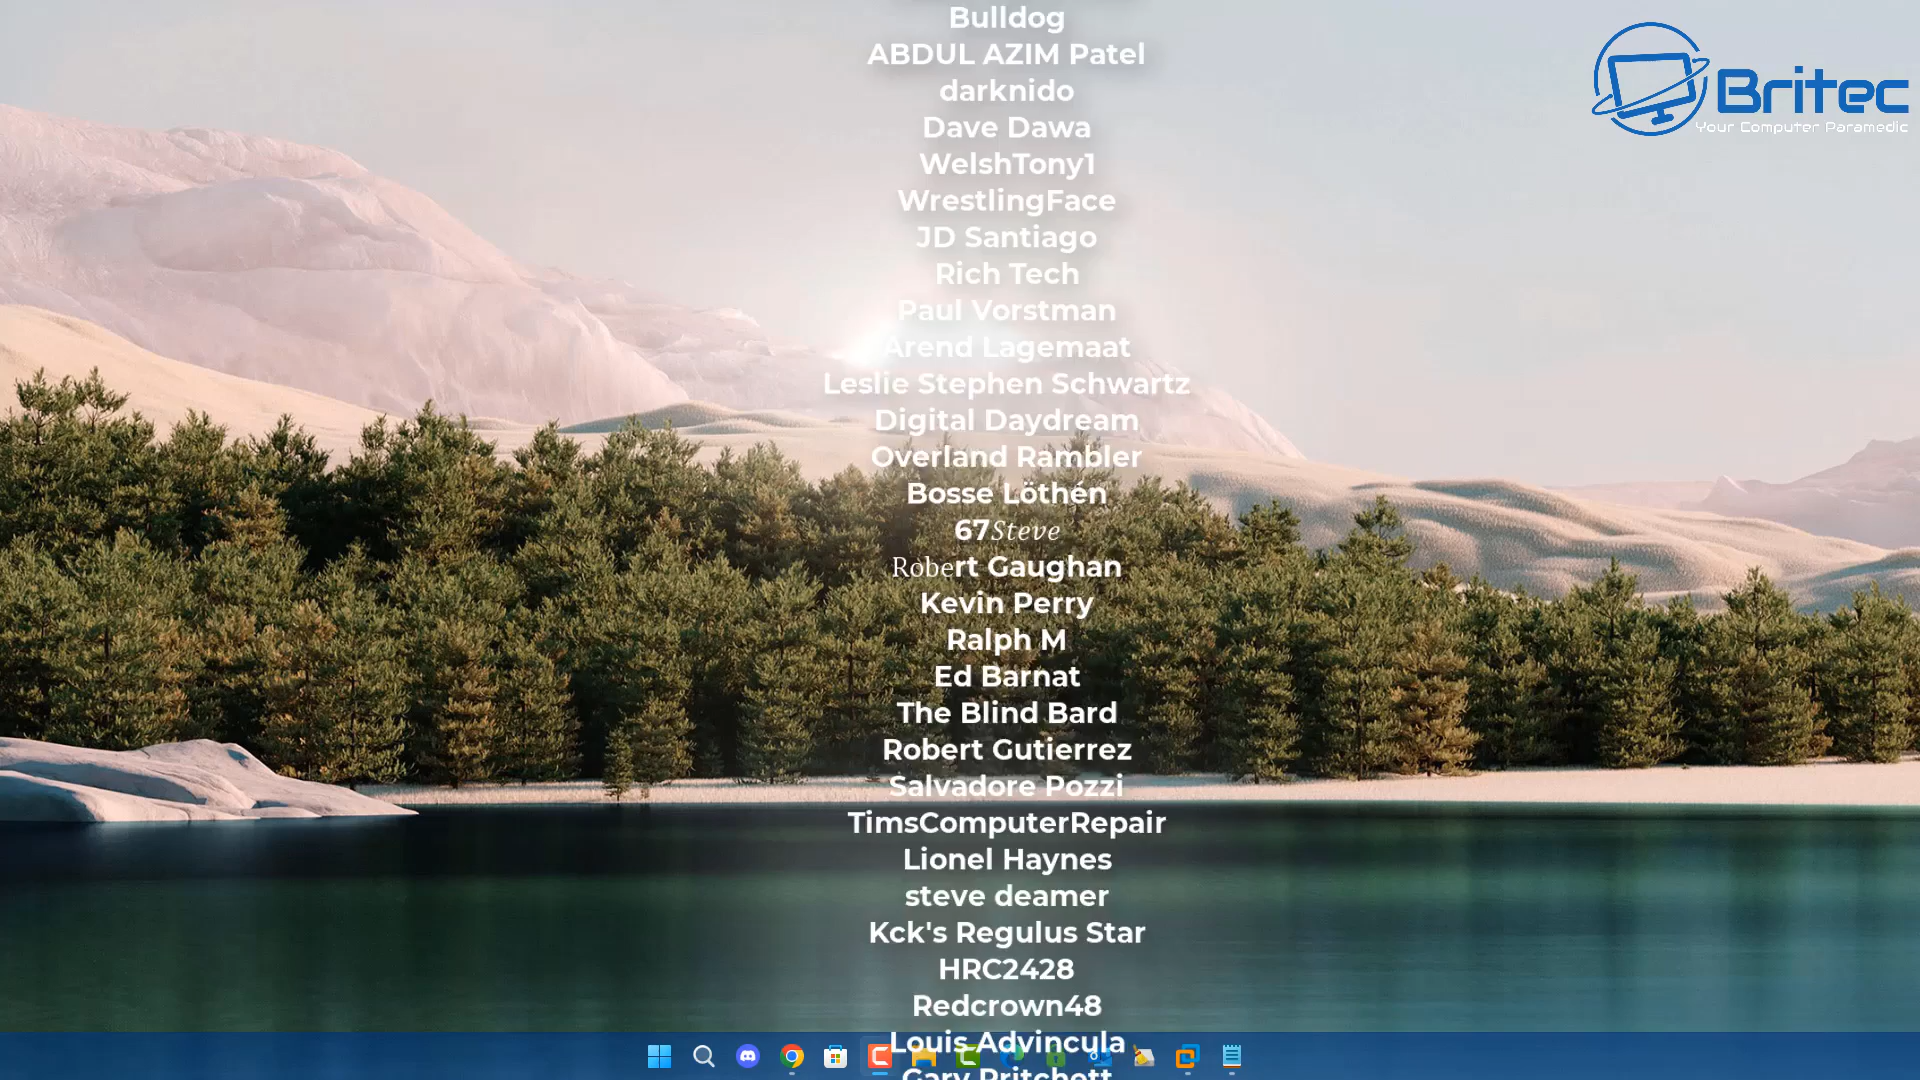 Bulldog
ABDUL AZIM Patel
darknido
Dave Dawa
WelshTony1
WrestlingFace
JD Santiago
Rich Tech
Paul Vorstman
Arend Lagemaat
Leslie Stephen Schwartz
Digital Daydream
Overland Rambler
Bosse Löthén
67Steve
Robert Gaughan
Kevin Perry
Ralph M
Ed Barnat
The Blind Bard
Robert Gutierrez
Salvadore Pozzi
TimsComputerRepair
Lionel Haynes
steve deamer
Kck's Regulus Star
HRC2428
Redcrown48
Louis Advincula
Gary Pritchett
Britec
Your Computer Paramedic